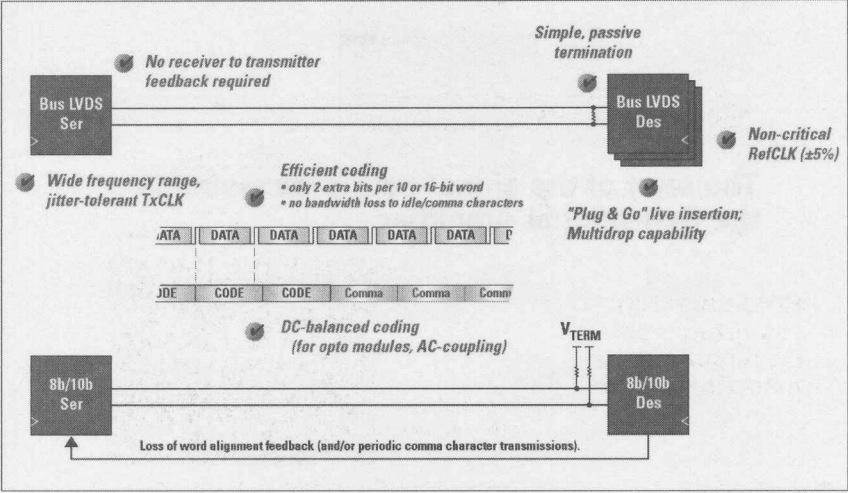 Simple, passive
termination
No receiver to transmitter
feedback required
Bus LVDS
Ser
Bus LVDS
Des
Non-critical
RefCLK (±5%)
Wide frequency range,
jitter-tolerant TxCLK
Efficient coding
* only 2 extra bits per 10 or 16-bit word
* no bandwidth loss to idle/comma characters
"Plug & Go" live insertion;
Multidrop capability
ATA DATA DATA DATA DATA DATA D
DE CODE CODE Comma Comma Comm
DC-balanced coding
(for opto modules, AC-coupling)
VTERM
8b/10b
Ser
8b/10b
Des
Loss of word alignment feedback (and/or periodic comma character transmissions).